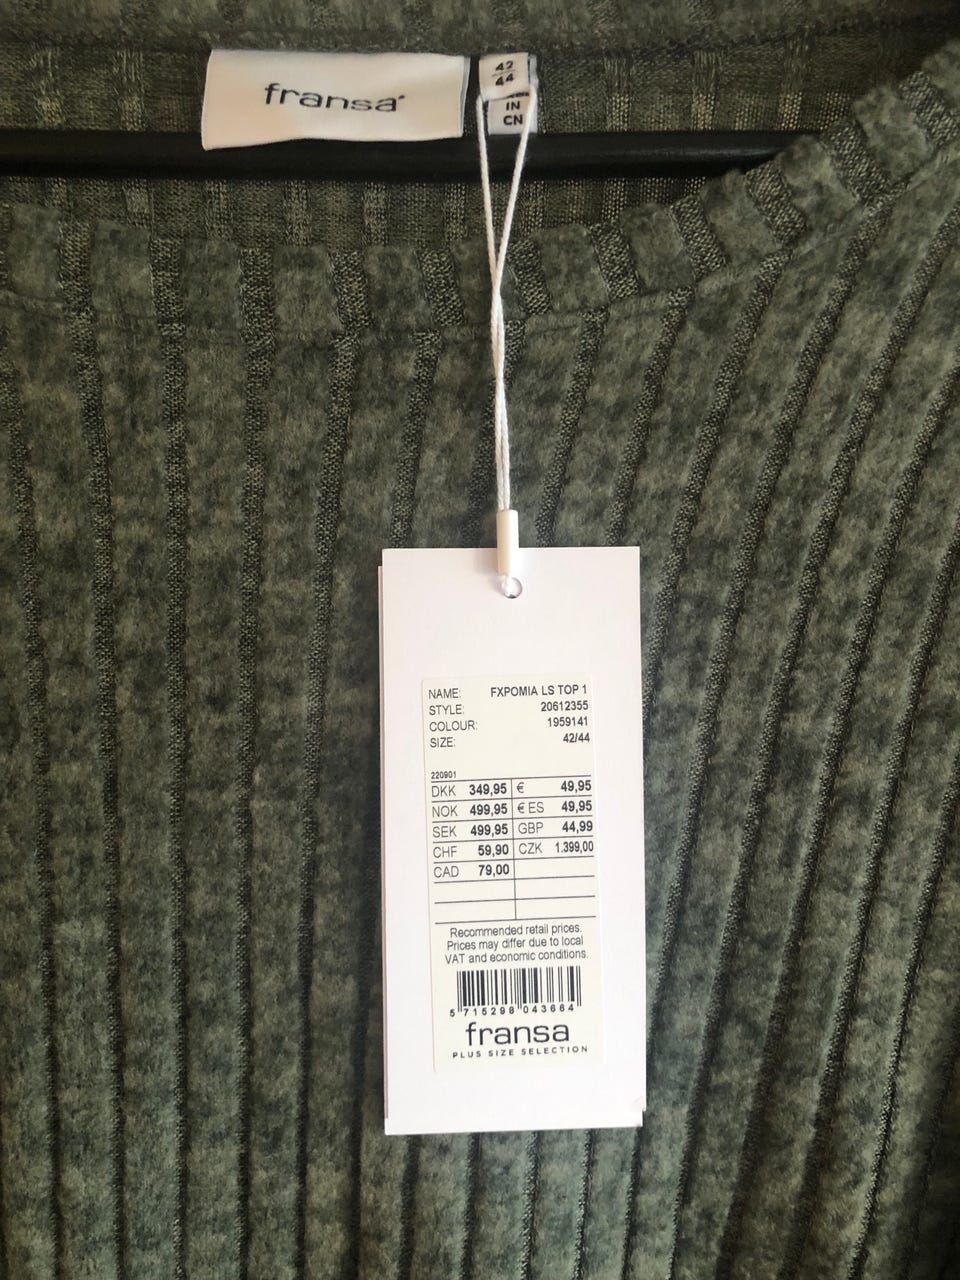 fransa
42
44
IN
CN
NAME: FXPOMIA LS TOP 1
STYLE: 20612355
COLOUR: 1959141
SIZE: 42/44
220901
DKK 349,95 € 49,95
NOK 499,95 € ES 49,95
SEK 499,95 GBP 44,99
CHF 59,90 CZK 1.399,00
CAD 79,00
Recommended retail prices.
Prices may differ due to local
VAT and economic conditions.
5 715298 043664
fransa
PLUS SIZE SELECTION